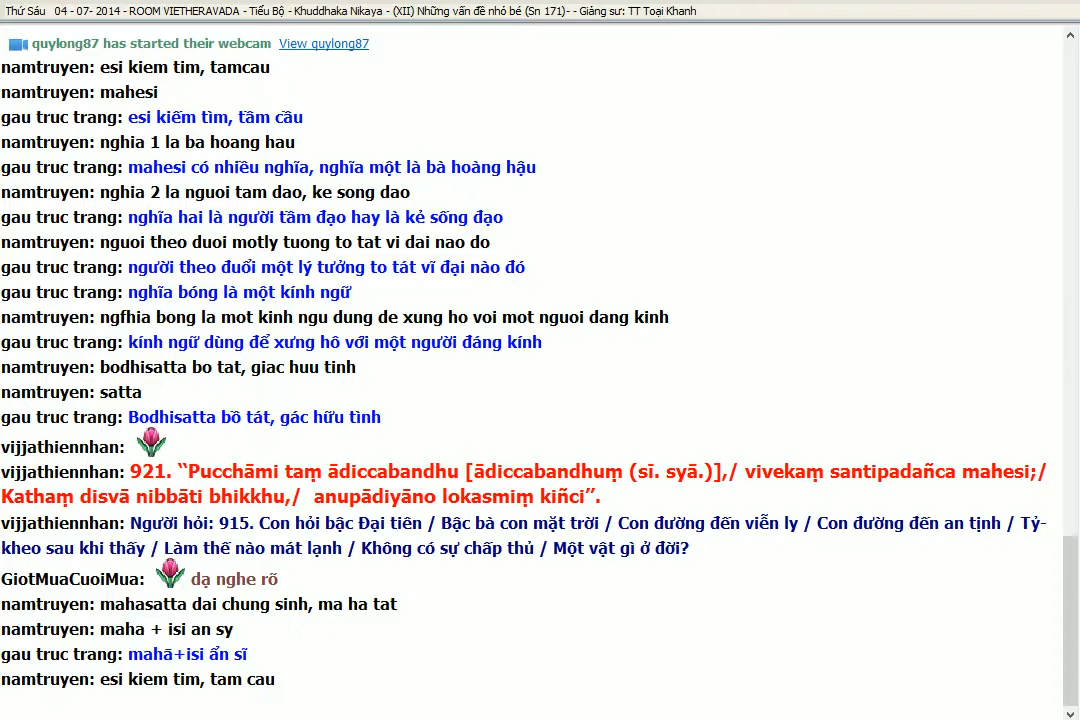 Thứ Sáu   04 - 07- 2014 - ROOM VIETHERAVADA - Tiểu Bộ - Khuddhaka Nikaya - (XII) Những vấn đề nhỏ bé (Sn 171)- - Giảng sư: TT Toại Khanh
quylong87 has started their webcam  View quylong87
namtruyen: esi kiem tim, tamcau
namtruyen: mahesi
gau truc trang: esi kiếm tìm, tầm cầu
namtruyen: nghia 1 la ba hoang hau
gau truc trang: mahesi có nhiều nghĩa, nghĩa một là bà hoàng hậu
namtruyen: nghia 2 la nguoi tam dao, ke song dao
gau truc trang: nghĩa hai là người tầm đạo hay là kẻ sống đạo
namtruyen: nguoi theo duoi motly tuong to tat vi dai nao do
gau truc trang: người theo đuổi một lý tưởng to tát vĩ đại nào đó
gau truc trang: nghĩa bóng là một kính ngữ
namtruyen: ngfhia bong la mot kinh ngu dung de xung ho voi mot nguoi dang kinh
gau truc trang: kính ngữ dùng để xưng hô với một người đáng kính
namtruyen: bodhisatta bo tat, giac huu tinh
namtruyen: satta
gau truc trang: Bodhisatta bồ tát, gác hữu tình
vijjathiennhan:
vijjathiennhan: 921. “Pucchāmi taṃ ādiccabandhu [ādiccabandhuṃ (sī. syā.)],/ vivekaṃ santipadañca mahesi;/
Kathaṃ disvā nibbāti bhikkhu,/  anupādiyāno lokasmiṃ kiñci”.
vijjathiennhan: Người hỏi: 915. Con hỏi bậc Đại tiên / Bậc bà con mặt trời / Con đường đến viễn ly / Con đường đến an tịnh / Tỷ-
kheo sau khi thấy / Làm thế nào mát lạnh / Không có sự chấp thủ / Một vật gì ở đời?
GiotMuaCuoiMua: dạ nghe rõ
namtruyen: mahasatta dai chung sinh, ma ha tat
namtruyen: maha + isi an sy
gau truc trang: mahā+isi ẩn sĩ
namtruyen: esi kiem tim, tam cau